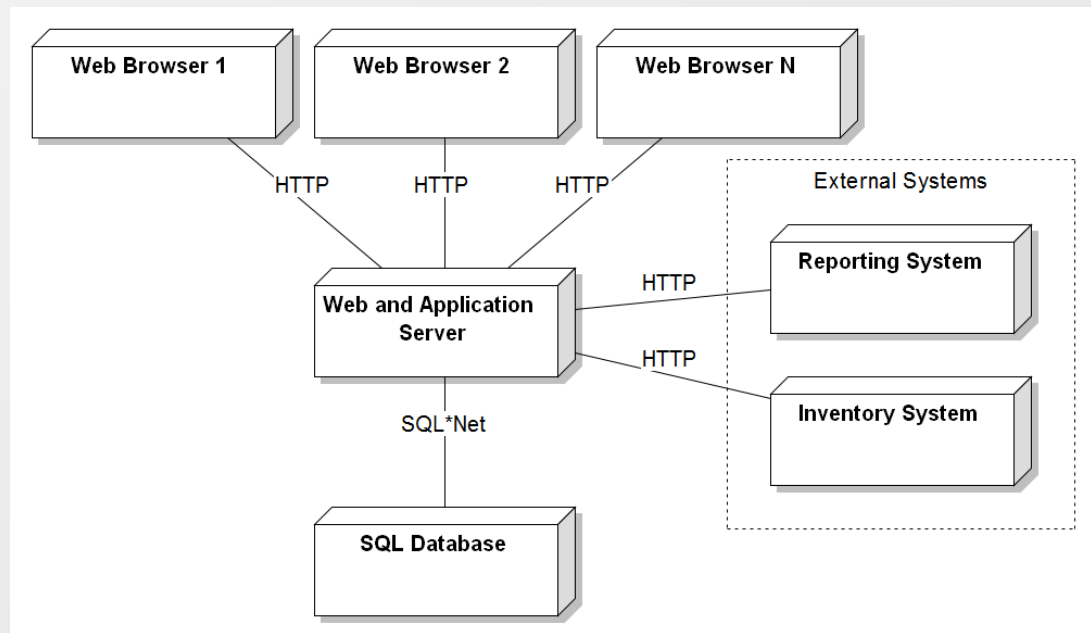 Web Browser 1
Web Browser 2
Web Browser N
HTTP
HTTP
HTTP
External Systems
Reporting System
HTTP
Web and Application
Server
HTTP
Inventory System
SQL*Net
SQL Database